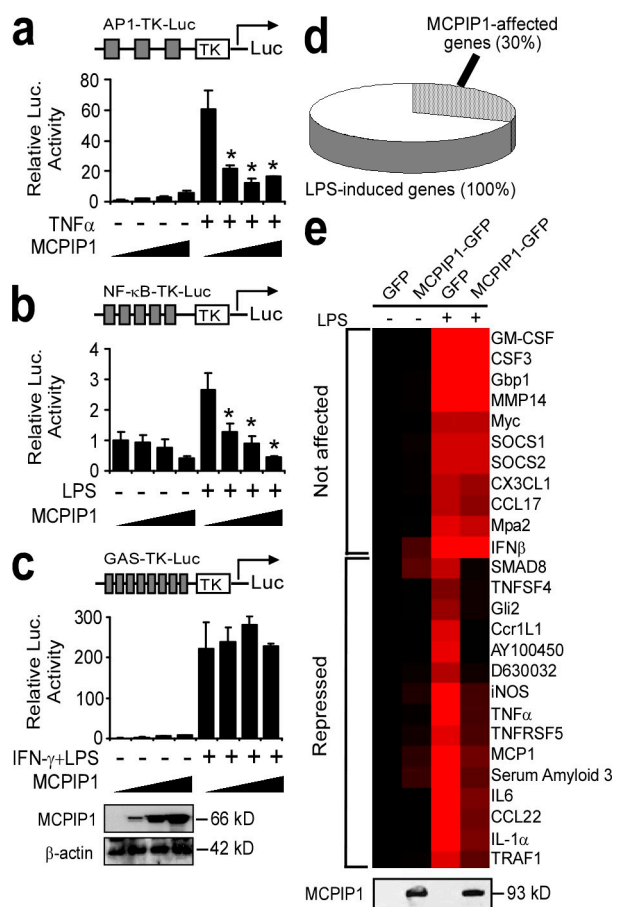 a
AP1-TK-Luc
TK
Luc
Relative Luc. Activity
80
60
40
20
0
* * *
TNFα - - - - + + + +
MCPIP1
b
NF-κB-TK-Luc
TK
Luc
Relative Luc. Activity
4
3
2
1
0
* * *
LPS - - - - + + + +
MCPIP1
c
GAS-TK-Luc
TK
Luc
Relative Luc. Activity
300
200
100
0
IFN-γ+LPS - - - - + + + +
MCPIP1
MCPIP1 –66 kD
β-actin –42 kD
d
MCPIP1-affected
genes (30%)
LPS-induced genes (100%)
e
GFP MCPIP1-GFP GFP MCPIP1-GFP
LPS - - + +
Not affected
GM-CSF
CSF3
Gbp1
MMP14
Myc
SOCS1
SOCS2
CX3CL1
CCL17
Mpa2
IFNβ
Repressed
SMAD8
TNFSF4
Gli2
Ccr1L1
AY100450
D630032
iNOS
TNFα
TNFRSF5
MCP1
Serum Amyloid 3
IL6
CCL22
IL-1α
TRAF1
MCPIP1 –93 kD